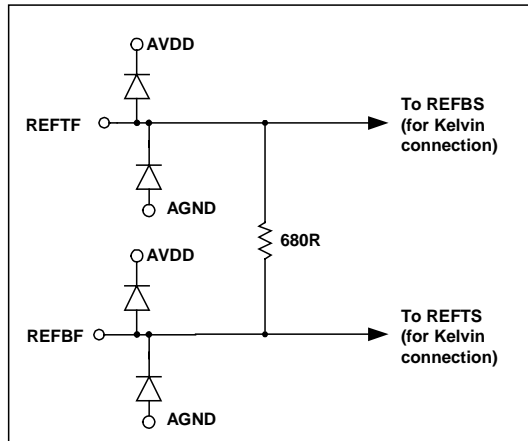 AVDD
REFTF
To REFBS
(for Kelvin
connection)
AGND
680R
AVDD
REFBF
To REFTS
(for Kelvin
connection)
AGND